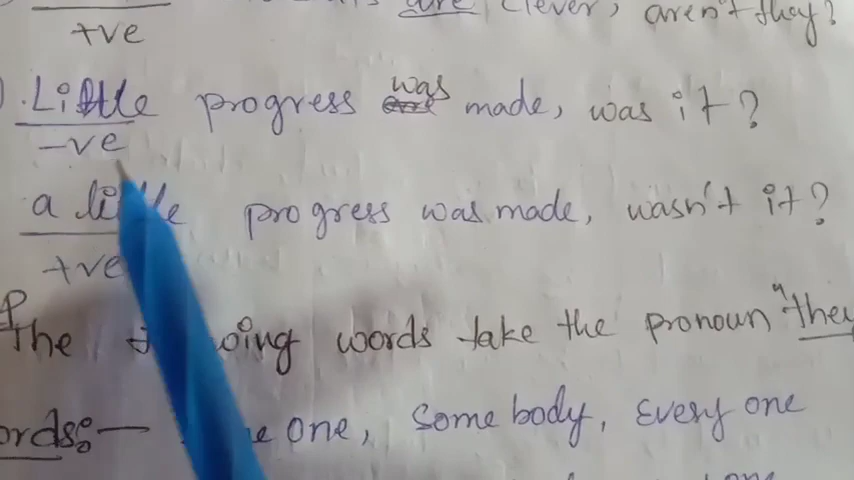 are clever, aren't they?
+ve
Little progress was made, was it?
-ve
a little progress was made, wasn't it?
+ve
The words take the pronoun "they
one, Some body, Every one